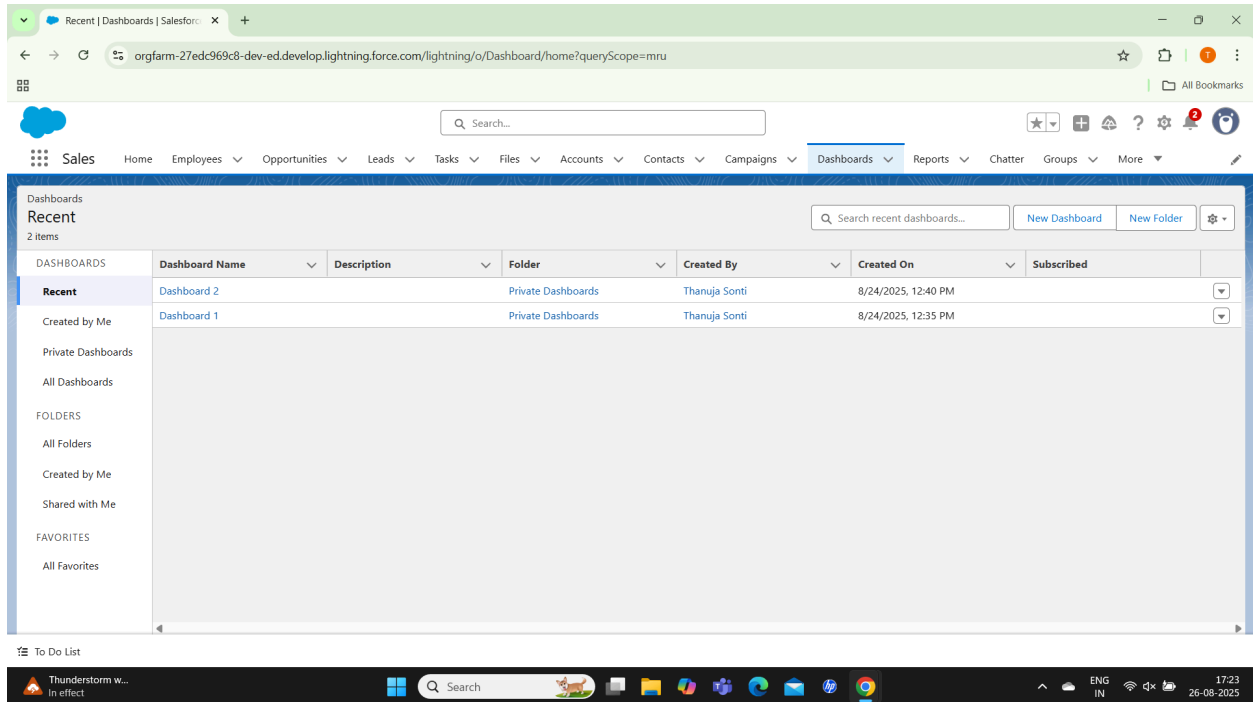 Recent | Dashboards | Salesforc
orgfarm-27edc969c8-dev-ed.develop.lightning.force.com/lightning/o/Dashboard/home?queryScope=mru
T
All Bookmarks
Search...
2
Sales Home Employees Opportunities Leads Tasks Files Accounts Contacts Campaigns Dashboards Reports Chatter Groups More
Dashboards
Recent
2 items
Search recent dashboards...
New Dashboard New Folder
DASHBOARDS
Recent
Created by Me
Private Dashboards
All Dashboards
FOLDERS
All Folders
Created by Me
Shared with Me
FAVORITES
All Favorites
Dashboard Name Description Folder Created By Created On Subscribed
Dashboard 2 Private Dashboards Thanuja Sonti 8/24/2025, 12:40 PM
Dashboard 1 Private Dashboards Thanuja Sonti 8/24/2025, 12:35 PM
To Do List
Thunderstorm w...
In effect
Search
hp
ENG
IN
17:23
26-08-2025